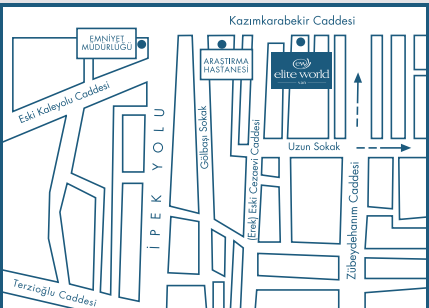 Kazımkarabekir Caddesi
EMNİYET
MÜDÜRLÜĞÜ
ARAŞTIRMA
HASTANESİ
elite world
Eski Kaleyolu Caddesi
İPEK YOLU
Gölbaşı Sokak
(Erek) Eski Cezaevi Caddesi
Uzun Sokak
Zübeydehanım Caddesi
Terzioğlu Caddesi